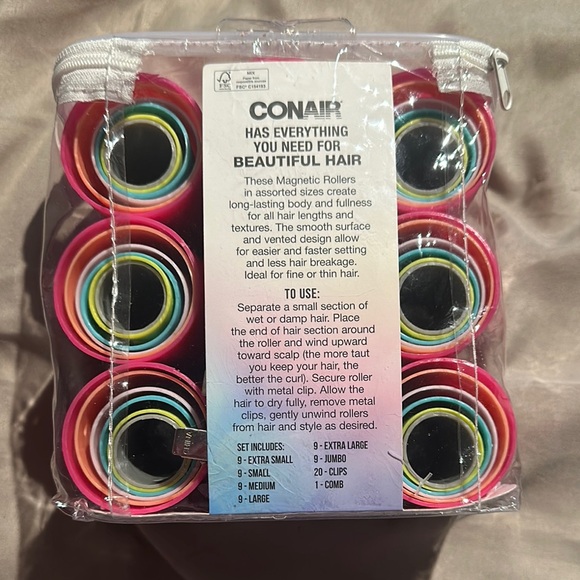 FSC
MIX
FSC® C104163
CONAIR
HAS EVERYTHING
YOU NEED FOR
BEAUTIFUL HAIR
These Magnetic Rollers
in assorted sizes create
long-lasting body and fullness
for all hair lengths and
textures. The smooth surface
and vented design allow
for easier and faster setting
and less hair breakage.
Ideal for fine or thin hair.
TO USE:
Separate a small section of
wet or damp hair. Place
the end of hair section around
the roller and wind upward
toward scalp (the more taut
you keep your hair, the
better the curl). Secure roller
with metal clip. Allow the
hair to dry fully, remove metal
clips, gently unwind rollers
from hair and style as desired.
SET INCLUDES:
9 - EXTRA SMALL
9 - SMALL
9 - MEDIUM
9 - LARGE
9 - EXTRA LARGE
9 - JUMBO
20 - CLIPS
1 - COMB
CHINA